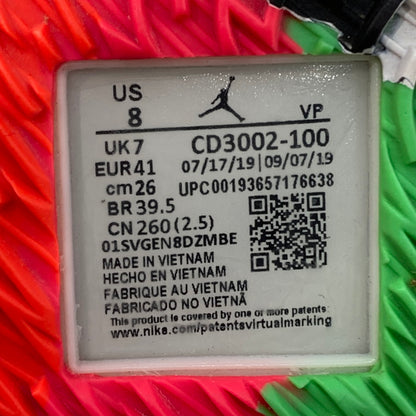 US
8 VP
UK 7 CD3002-100
EUR 41 07/17/19 | 09/07/19
cm 26 UPC00193657176638
BR 39.5
CN 260 (2.5)
01SVGEN8DZMBE
MADE IN VIETNAM
HECHO EN VIETNAM
FABRIQUE AU VIETNAM
FABRICADO NO VIETNÃ
This product is covered by one or more patents:
www.nike.com/patentsvirtualmarking